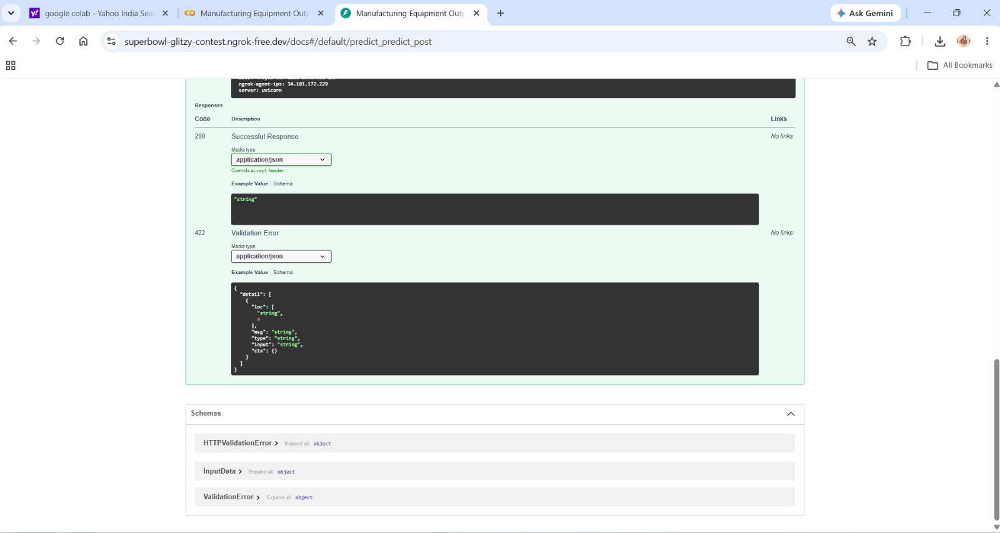 google colab - Yahoo India Sea
Manufacturing Equipment Outp
Manufacturing Equipment Outp
Ask Gemini
superbowl-glitzy-contest.ngrok-free.dev/docs#/default/predict_predict_post
All Bookmarks
ngrok-agent-ips: 34.181.172.229
server: uvicorn
Responses
Code Description Links
200 Successful Response No links
Media type
application/json
Controls Accept header.
Example Value Schema
"string"
422 Validation Error No links
Media type
application/json
Example Value Schema
{
"detail": [
{
"loc": [
"string",
0
],
"msg": "string",
"type": "string",
"input": "string",
"ctx": {}
}
]
}
Schemas
HTTPValidationError Expand all object
InputData Expand all object
ValidationError Expand all object